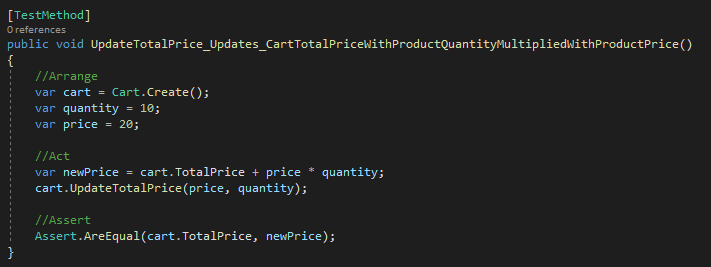 [TestMethod]
0 references
public void UpdateTotalPrice_Updates_CartTotalPriceWithProductQuantityMultipliedWithProductPrice()
{
    //Arrange
    var cart = Cart.Create();
    var quantity = 10;
    var price = 20;

    //Act
    var newPrice = cart.TotalPrice + price * quantity;
    cart.UpdateTotalPrice(price, quantity);

    //Assert
    Assert.AreEqual(cart.TotalPrice, newPrice);
}